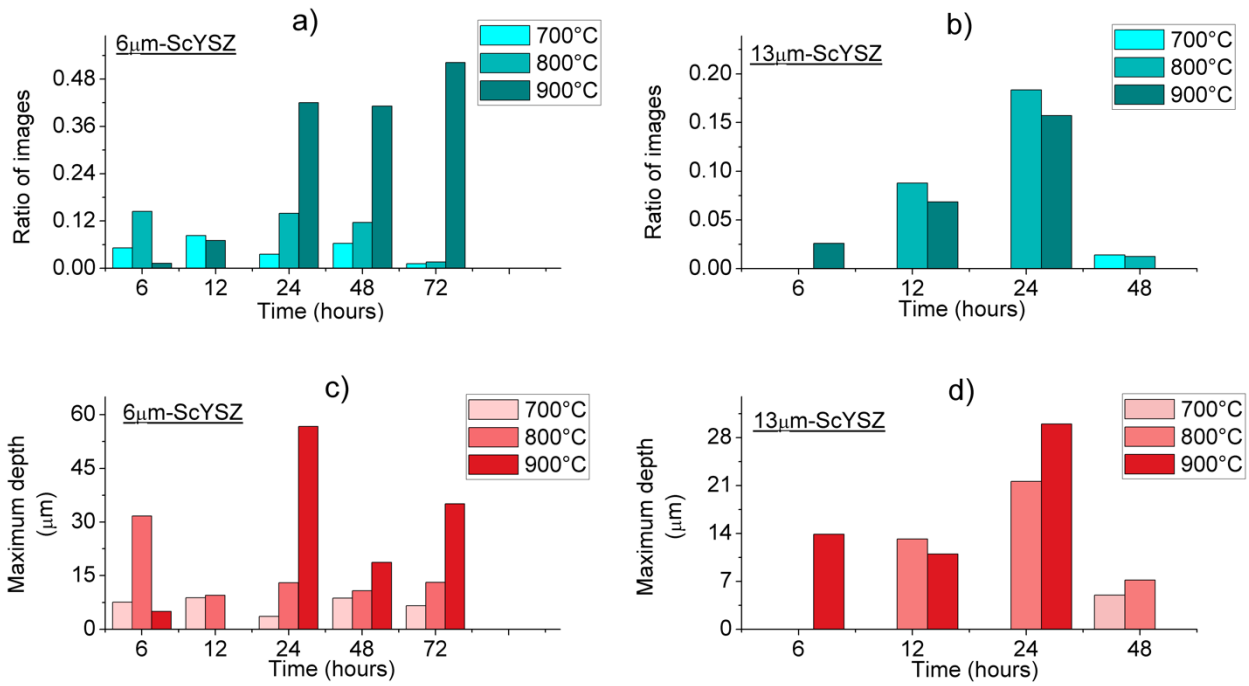 a)
6μm-ScYSZ
700°C
800°C
900°C
Ratio of images
0.48
0.36
0.24
0.12
0.00
6 12 24 48 72
Time (hours)
b)
13μm-ScYSZ
700°C
800°C
900°C
Ratio of images
0.20
0.15
0.10
0.05
0.00
6 12 24 48
Time (hours)
c)
6μm-ScYSZ
700°C
800°C
900°C
Maximum depth
(μm)
60
45
30
15
0
6 12 24 48 72
Time (hours)
d)
13μm-ScYSZ
700°C
800°C
900°C
Maximum depth
(μm)
28
21
14
7
0
6 12 24 48
Time (hours)